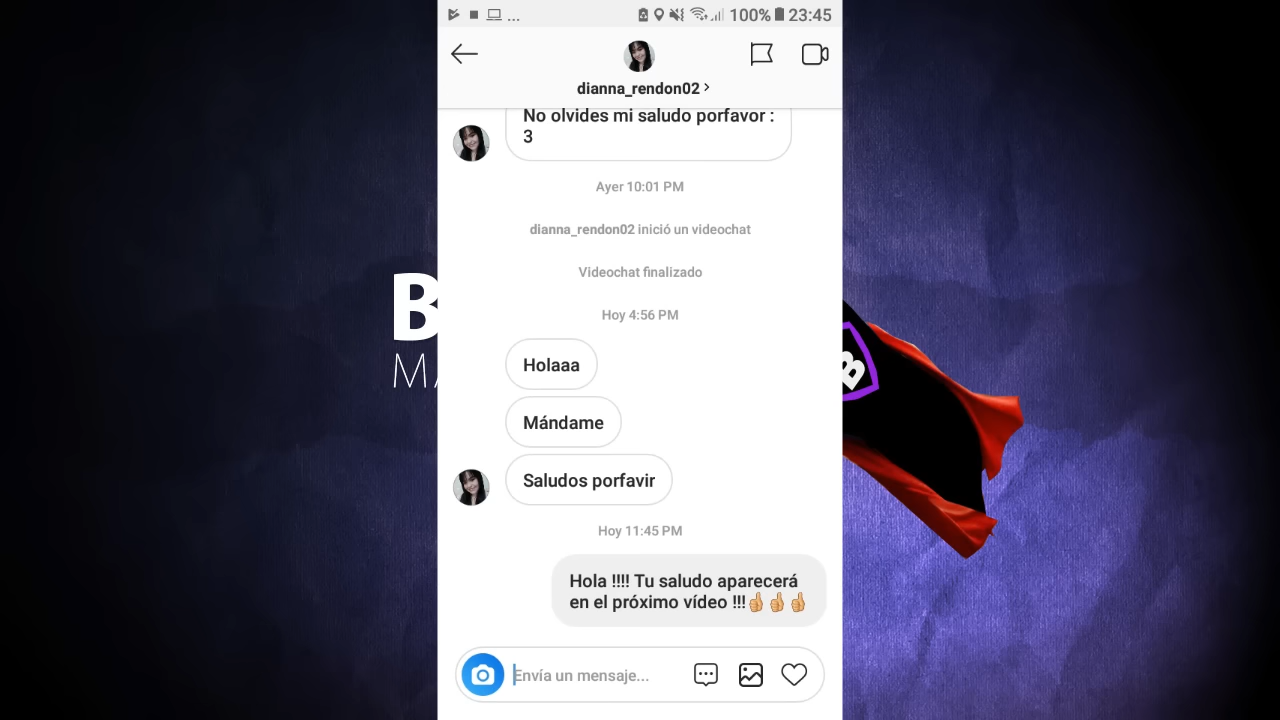 ... 100% 23:45
dianna_rendon02
No olvides mi saludo porfavor :
3
Ayer 10:01 PM
dianna_rendon02 inició un videochat
Videochat finalizado
Hoy 4:56 PM
B
Holaaa
B
MA
Mándame
Saludos porfavir
Hoy 11:45 PM
Hola !!!! Tu saludo aparecerá
en el próximo vídeo !!!👍👍👍
Envía un mensaje...